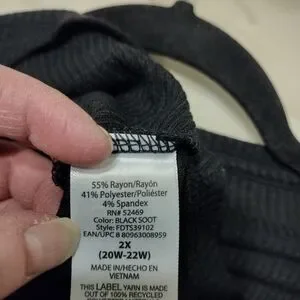 55% Rayon/Rayón
41% Polyester/Poliéster
4% Spandex
RN# 52469
Color: BLACK SOOT
Style: FDTS39102
EAN/UPC 8 80963008959
2X
(20W-22W)
MADE IN/HECHO EN
VIETNAM
THIS LABEL YARN IS MADE
OUT OF 100% RECYCLED